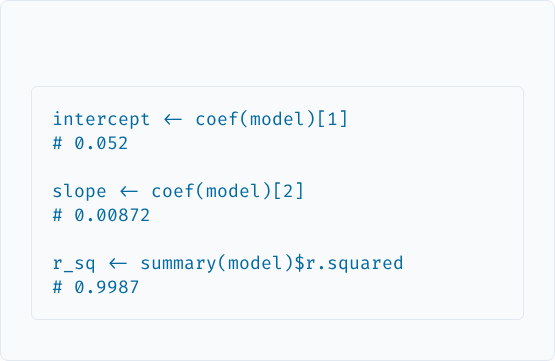 intercept <- coef(model)[1]
# 0.052
slope <- coef(model)[2]
# 0.00872
r_sq <- summary(model)$r.squared
# 0.9987